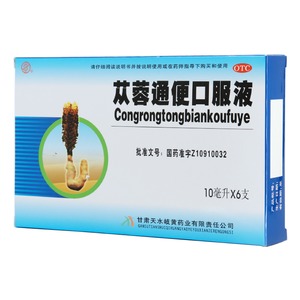 请仔细阅读说明书并按说明使用或在药师指导下购买和使用
OTC
苁蓉通便口服液
Congrongtongbiankoufuye
批准文号：国药准字Z10910032
10毫升X6支
甘肃天水岐黄药业有限责任公司